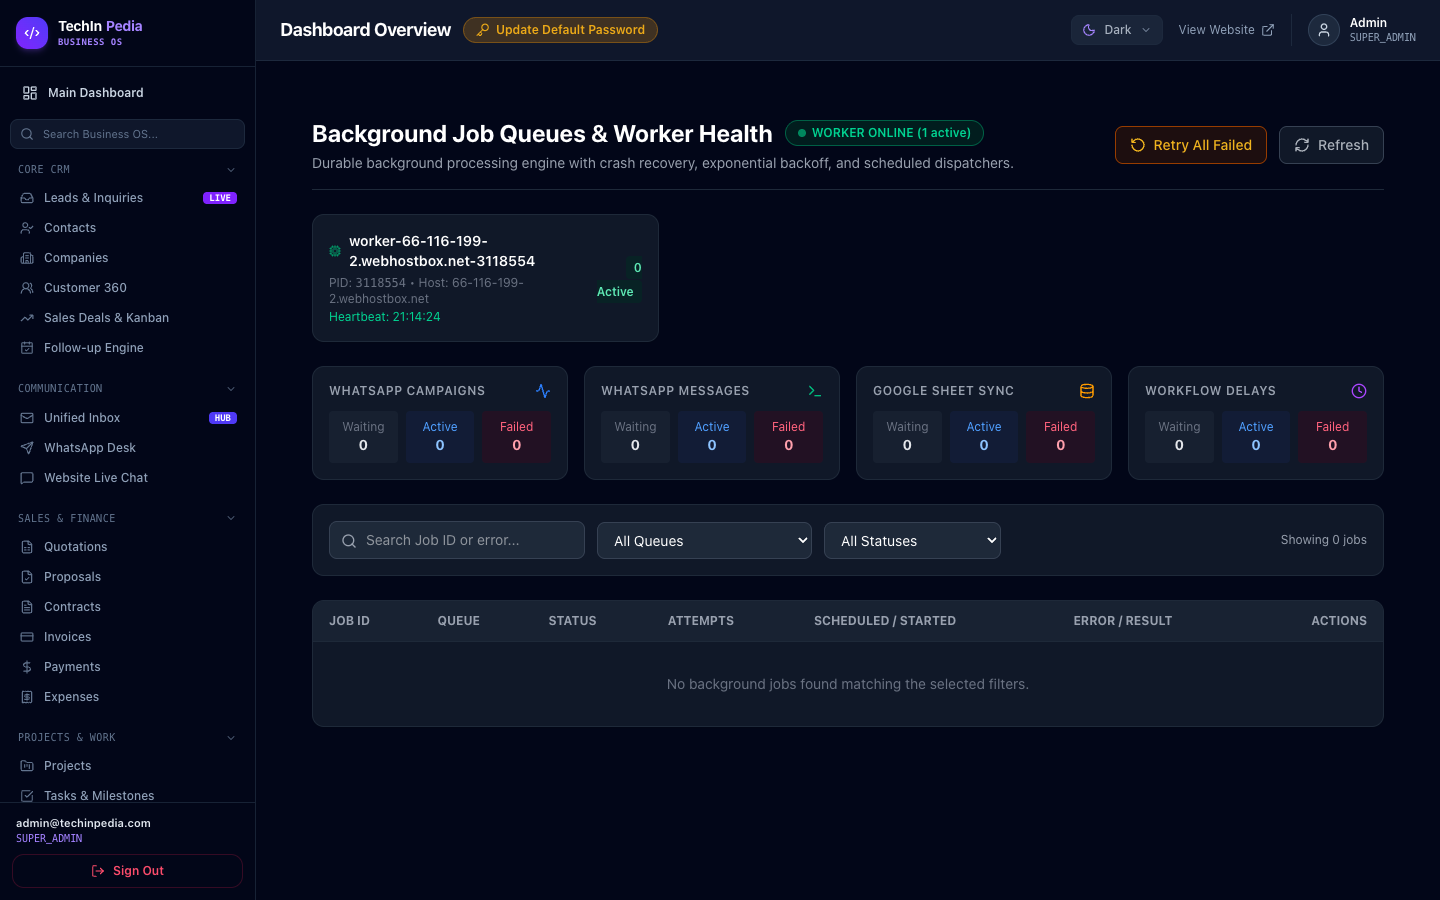 TechIn Pedia
BUSINESS OS
Main Dashboard
Search Business OS...
CORE CRM
Leads & Inquiries LIVE
Contacts
Companies
Customer 360
Sales Deals & Kanban
Follow-up Engine
COMMUNICATION
Unified Inbox HUB
WhatsApp Desk
Website Live Chat
SALES & FINANCE
Quotations
Proposals
Contracts
Invoices
Payments
Expenses
PROJECTS & WORK
Projects
Tasks & Milestones
admin@techinpedia.com
SUPER_ADMIN
Sign Out
Dashboard Overview Update Default Password
Dark View Website
Admin
SUPER_ADMIN
Background Job Queues & Worker Health WORKER ONLINE (1 active)
Durable background processing engine with crash recovery, exponential backoff, and scheduled dispatchers.
Retry All Failed Refresh
worker-66-116-199-
2.webhostbox.net-3118554
PID: 3118554 • Host: 66-116-199-
2.webhostbox.net
Heartbeat: 21:14:24
0
Active
WHATSAPP CAMPAIGNS
Waiting Active Failed
0 0 0
WHATSAPP MESSAGES
Waiting Active Failed
0 0 0
GOOGLE SHEET SYNC
Waiting Active Failed
0 0 0
WORKFLOW DELAYS
Waiting Active Failed
0 0 0
Search Job ID or error... All Queues All Statuses Showing 0 jobs
JOB ID QUEUE STATUS ATTEMPTS SCHEDULED / STARTED ERROR / RESULT ACTIONS
No background jobs found matching the selected filters.